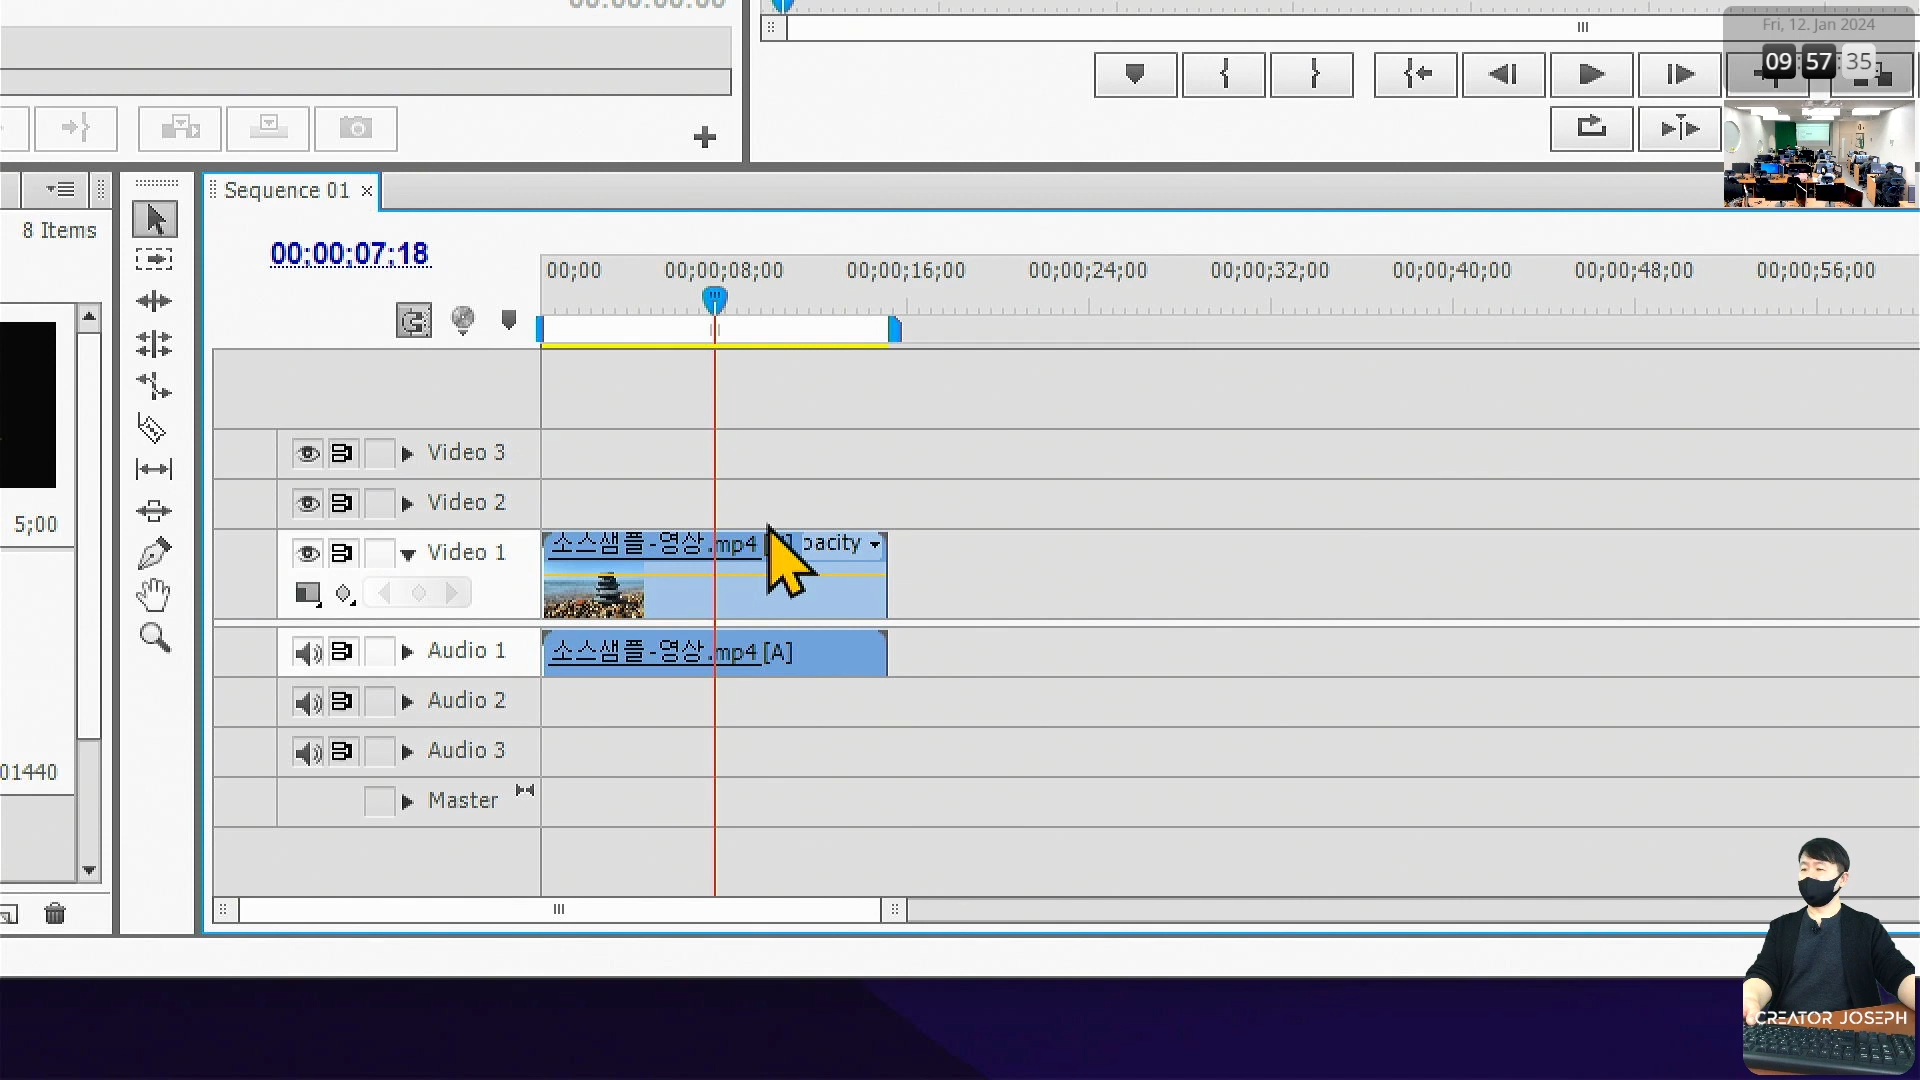 00:00:00:00
Fri, 12. Jan 2024
09 57 35
8 Items
Sequence 01
00;00;07;18
00;00
00;00;08;00
00;00;16;00
00;00;24;00
00;00;32;00
00;00;40;00
00;00;48;00
00;00;56;00
Video 3
Video 2
5;00
Video 1
소스샘플-영상.mp4
pacity
Audio 1
소스샘플-영상.mp4 [A]
Audio 2
Audio 3
01440
Master
CREATOR JOSEPH